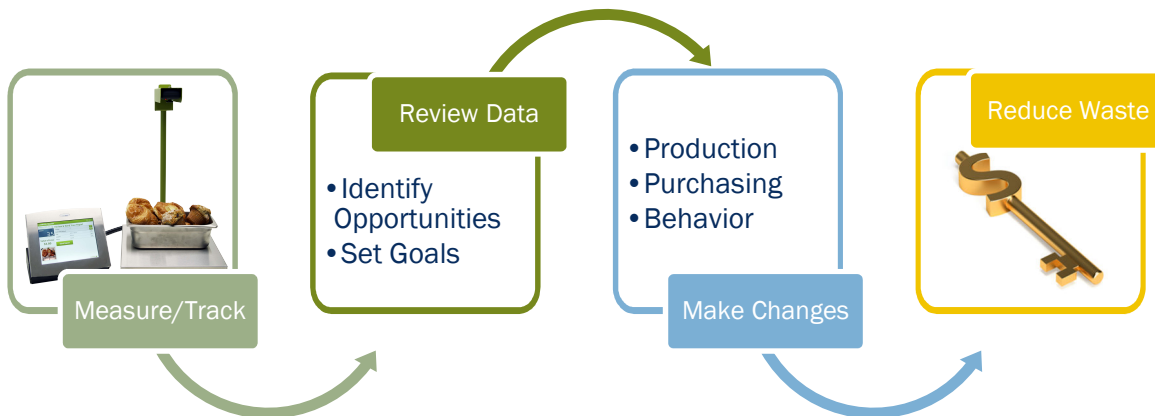 Measure/Track
Review Data
•Identify
Opportunities
•Set Goals
•Production
•Purchasing
•Behavior
Make Changes
Reduce Waste